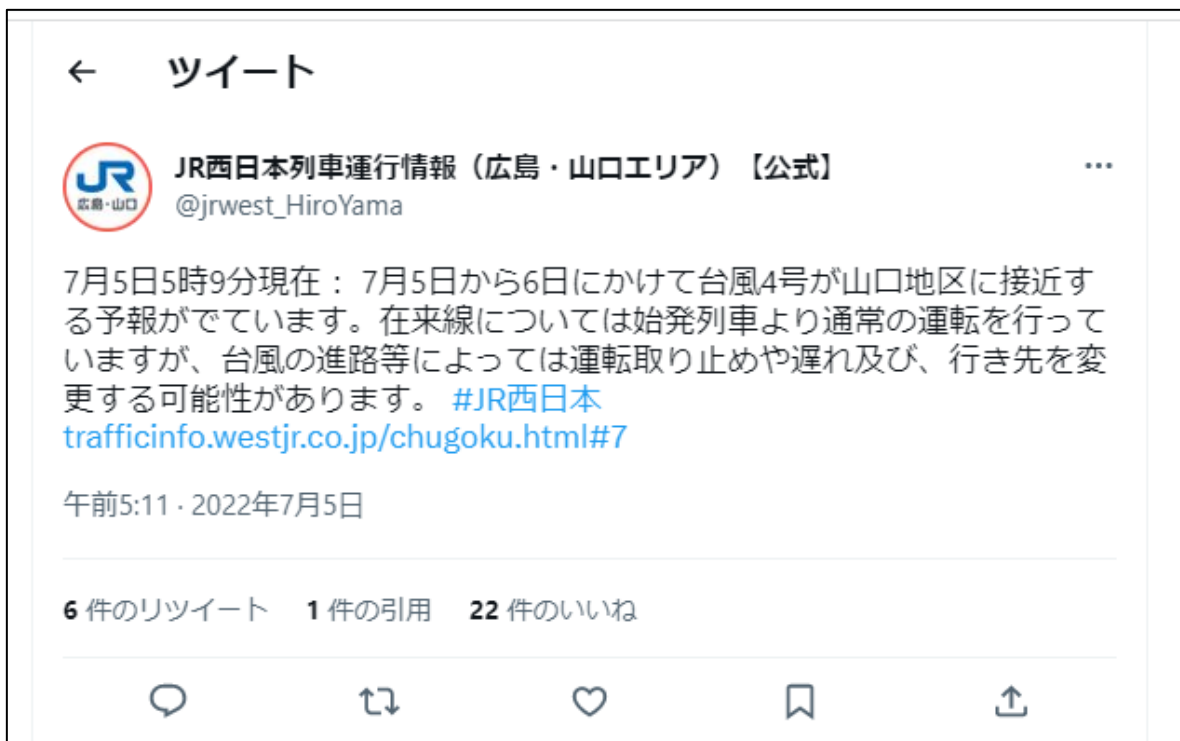 ツイート
JR西日本列車運行情報（広島・山口エリア）【公式】
JR
広島・山口
@jrwest_HiroYama
7月5日5時9分現在： 7月5日から6日にかけて台風4号が山口地区に接近す
る予報がでています。在来線については始発列車より通常の運転を行って
いますが、台風の進路等によっては運転取り止めや遅れ及び、行き先を変
更する可能性があります。 #JR西日本
trafficinfo.westjr.co.jp/chugoku.html#7
午前5:11 · 2022年7月5日
6 件のリツイート 1 件の引用 22 件のいいね